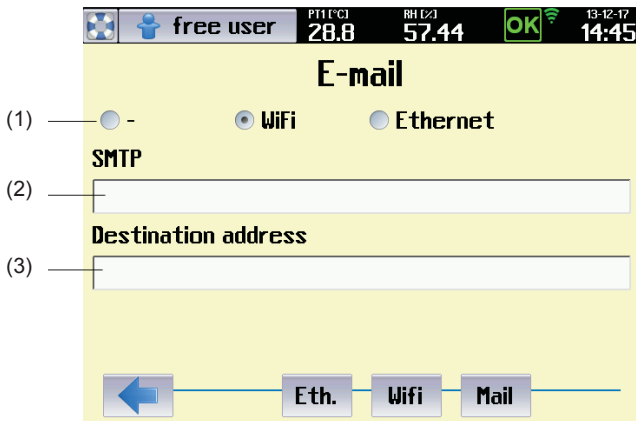 free user PT1 [°C] 28.8 RH [%] 57.44 OK 13-12-17 14:45
E-mail
(1) - WiFi Ethernet
SMTP
(2)
Destination address
(3)
Eth. Wifi Mail